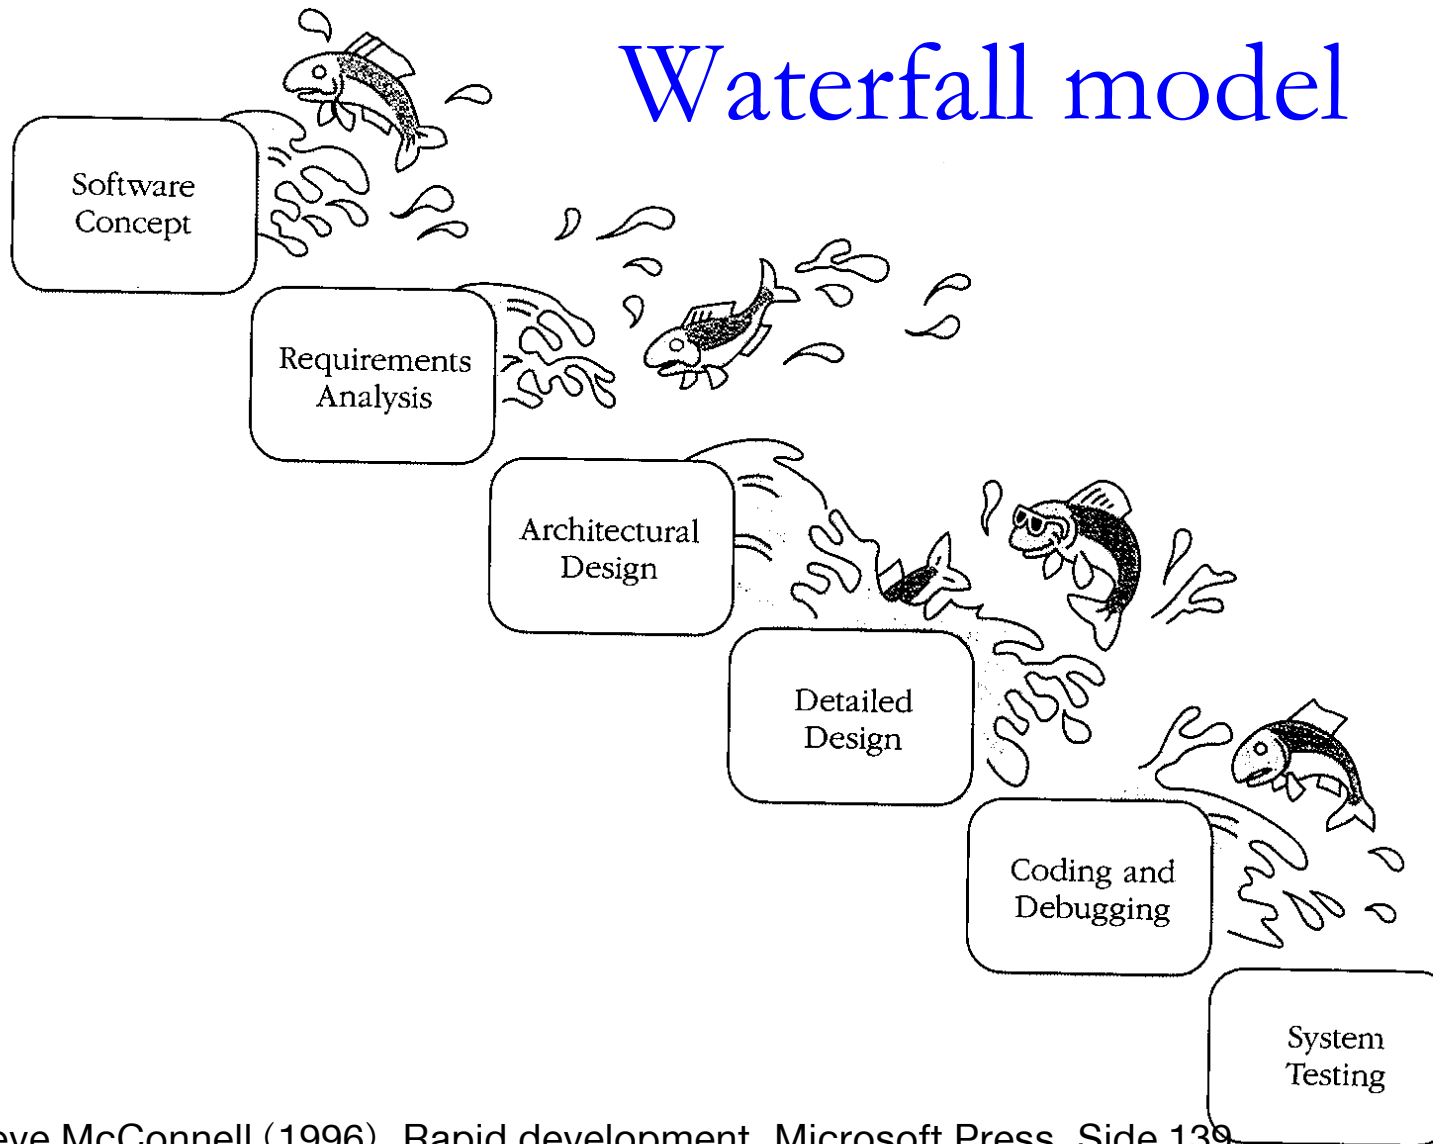 Waterfall model
Software
Concept
Requirements
Analysis
Architectural
Design
Detailed
Design
Coding and
Debugging
System
Testing
McConnell (1996). Rapid development. Microsoft Press. Side 139